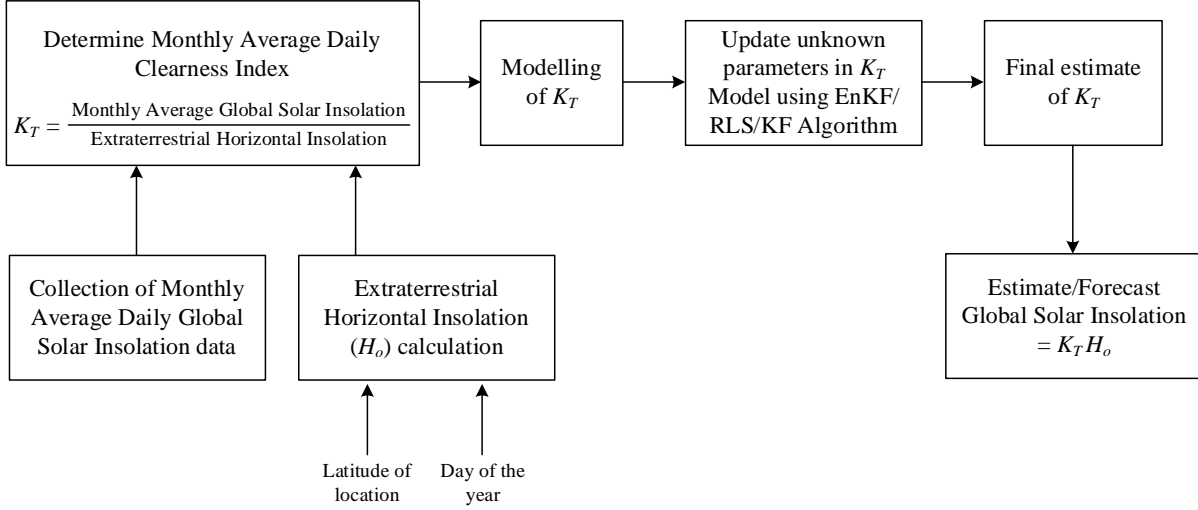 Determine Monthly Average Daily
Clearness Index
K_T = Monthly Average Global Solar Insolation / Extraterrestrial Horizontal Insolation
Modelling
of K_T
Update unknown
parameters in K_T
Model using EnKF/
RLS/KF Algorithm
Final estimate
of K_T
Collection of Monthly
Average Daily Global
Solar Insolation data
Extraterrestrial
Horizontal Insolation
(H_o) calculation
Estimate/Forecast
Global Solar Insolation
= K_T H_o
Latitude of
location
Day of the
year